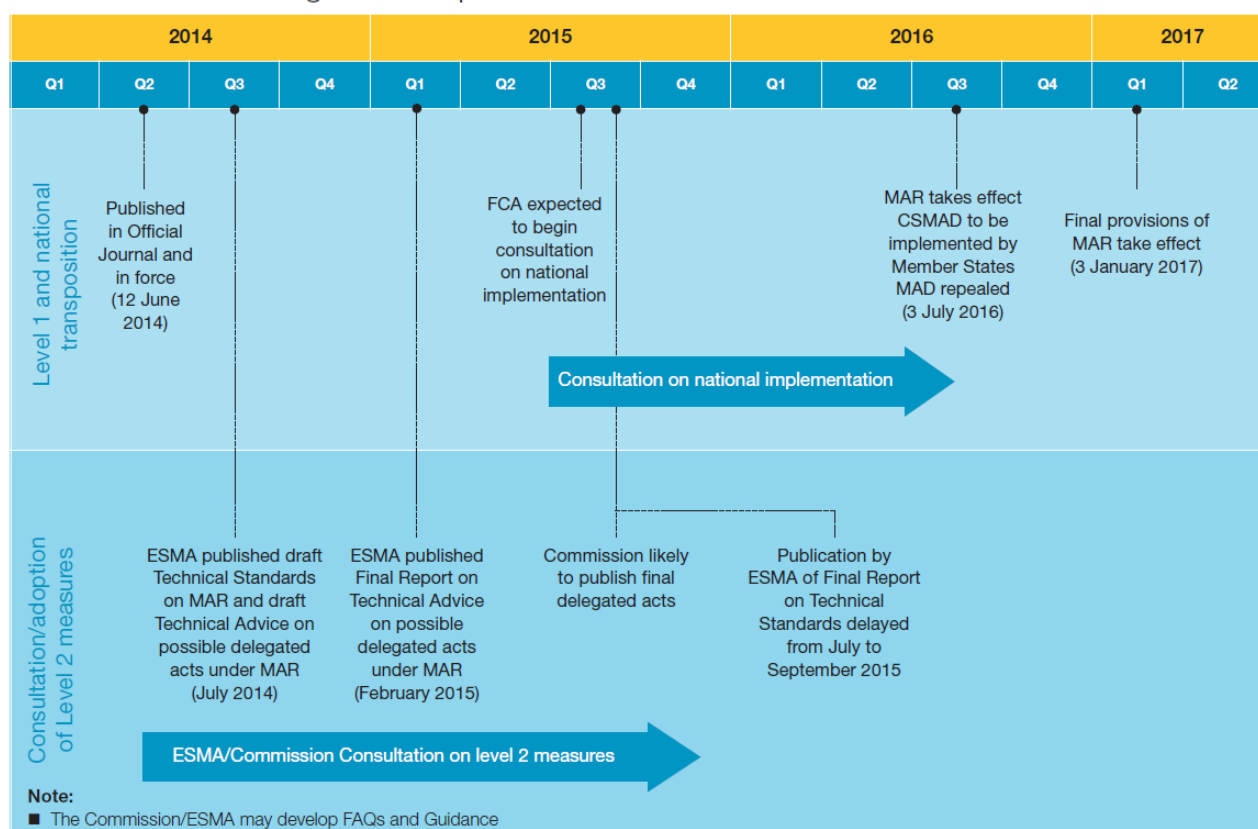 2014 2015 2016 2017
Q1 Q2 Q3 Q4 Q1 Q2 Q3 Q4 Q1 Q2 Q3 Q4 Q1 Q2
Level 1 and national
transposition
Published
in Official
Journal and
in force
(12 June
2014)
FCA expected
to begin
consultation
on national
implementation
MAR takes effect
CSMAD to be
implemented by
Member States
MAD repealed
(3 July 2016)
Final provisions of
MAR take effect
(3 January 2017)
Consultation on national implementation
Consultation/adoption
of Level 2 measures
ESMA published draft
Technical Standards
on MAR and draft
Technical Advice on
possible delegated
acts under MAR
(July 2014)
ESMA published
Final Report on
Technical Advice
on possible
delegated acts
under MAR
(February 2015)
Commission likely
to publish final
delegated acts
Publication by
ESMA of Final Report
on Technical
Standards delayed
from July to
September 2015
ESMA/Commission Consultation on level 2 measures
Note:
■ The Commission/ESMA may develop FAQs and Guidance